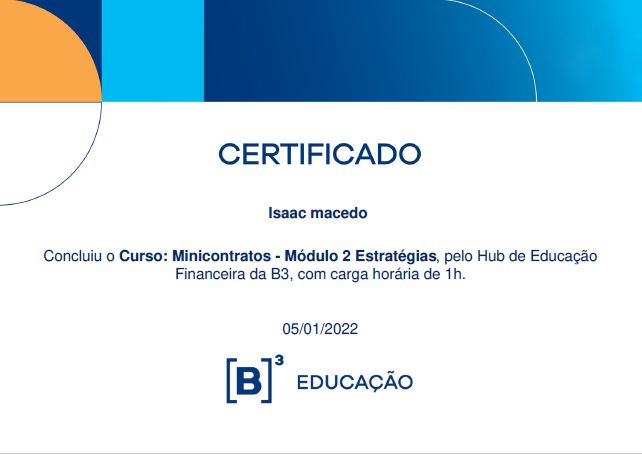 CERTIFICADO
Isaac macedo
Concluiu o Curso: Minicontratos - Módulo 2 Estratégias, pelo Hub de Educação
Financeira da B3, com carga horária de 1h.
05/01/2022
[B]³ EDUCAÇÃO